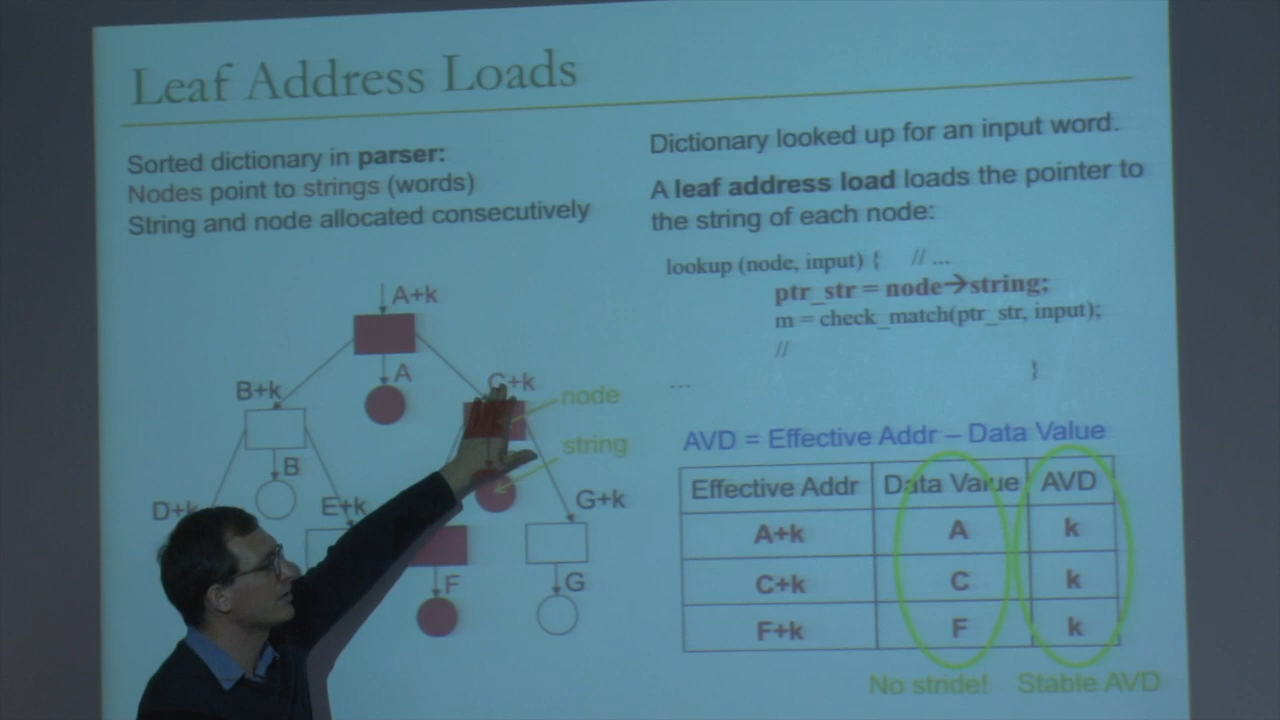 Leaf Address Loads
Sorted dictionary in parser:
Nodes point to strings (words)
String and node allocated consecutively
A+k
A
B+k
B
C+k
node
string
D+k
E+k
G+k
F
G
Dictionary looked up for an input word.
A leaf address load loads the pointer to
the string of each node:
lookup (node, input) { // ...
ptr_str = node→string;
m = check_match(ptr_str, input);
//
}
...
AVD = Effective Addr – Data Value
Effective Addr Data Value AVD
A+k A k
C+k C k
F+k F k
No stride! Stable AVD